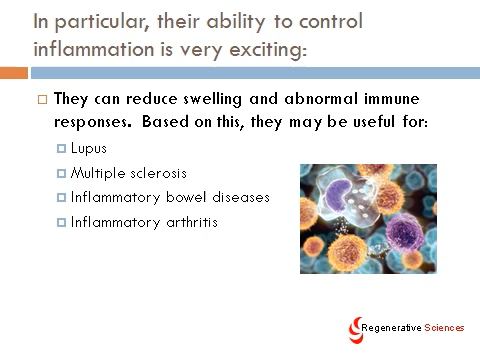 In particular, their ability to control
inflammation is very exciting:
They can reduce swelling and abnormal immune
responses.  Based on this, they may be useful for:
Lupus
Multiple sclerosis
Inflammatory bowel diseases
Inflammatory arthritis
Regenerative Sciences